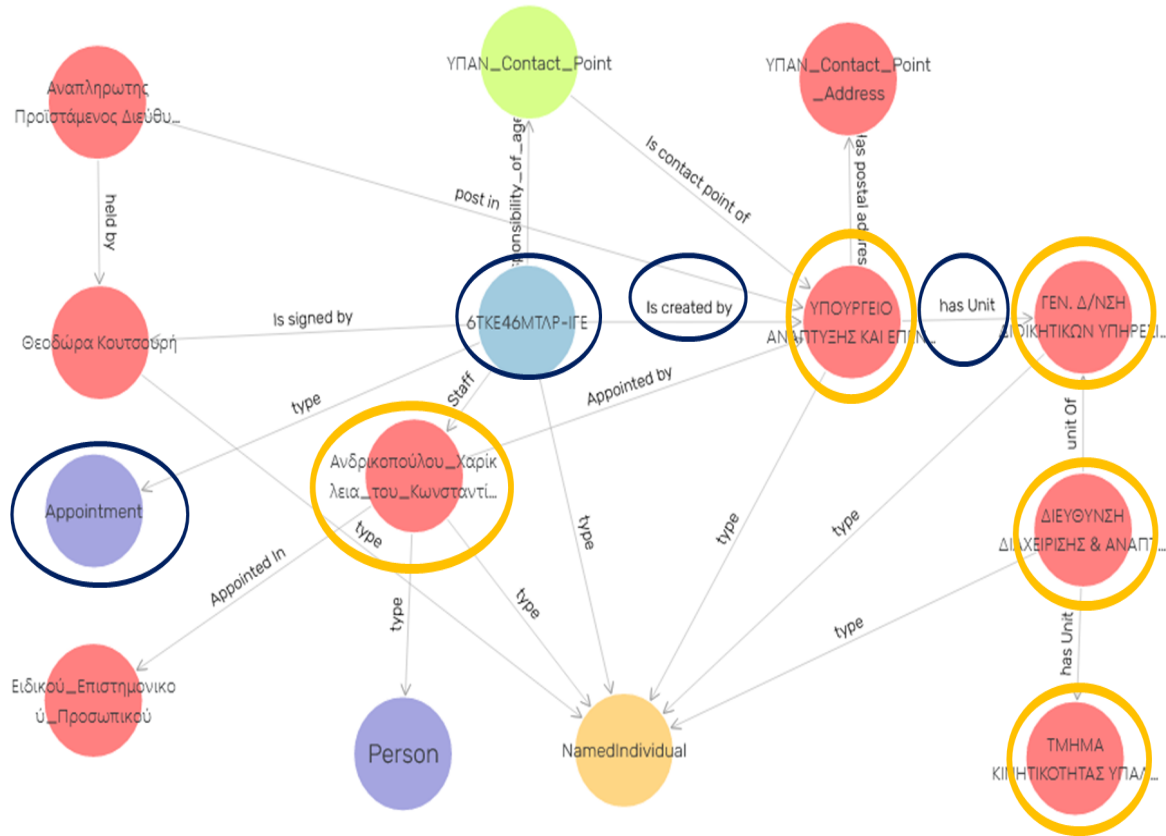 ΥΠΑΝ_Contact_Point
ΥΠΑΝ_Contact_Point
_Address
Αναπληρωτης
Προϊστάμενος Διεύθυ...
held by
post in
sponsibility_of_age
Is contact point of
Has postal addres
Θεοδώρα Κουτσουρή
Is signed by
6ΤΚΕ46ΜΤΛΡ-ΙΓΕ
Is created by
ΥΠΟΥΡΓΕΙΟ
ΑΝΑΠΤΥΞΗΣ ΚΑΙ ΕΠΕΝ...
has Unit
ΓΕΝ. Δ/ΝΣΗ
ΔΙΟΙΚΗΤΙΚΩΝ ΥΠΗΡΕΣΙ...
type
Staff
Appointed by
unit Of
Appointment
Ανδρικοπούλου_Χαρίκ
λεια_του_Κωνσταντί...
type
type
type
type
ΔΙΕΥΘΥΝΣΗ
ΔΙΑΧΕΙΡΙΣΗΣ & ΑΝΑΠΤ...
Appointed In
type
type
type
has Unit
Ειδικού_Επιστημονικο
ύ_Προσωπικού
Person
NamedIndividual
ΤΜΗΜΑ
ΚΙΝΗΤΙΚΟΤΗΤΑΣ ΥΠΑΛ...